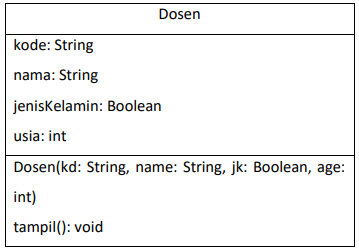 Dosen
kode: String
nama: String
jenisKelamin: Boolean
usia: int
Dosen(kd: String, name: String, jk: Boolean, age:
int)
tampil(): void